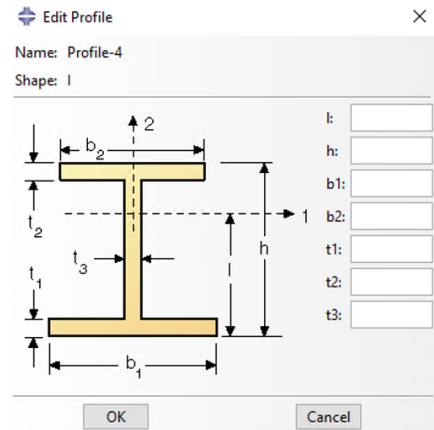 Edit Profile
Name: Profile-4
Shape: I
2
b2
1
t2
t3
h
l
t1
b1
l:
h:
b1:
b2:
t1:
t2:
t3:
OK
Cancel